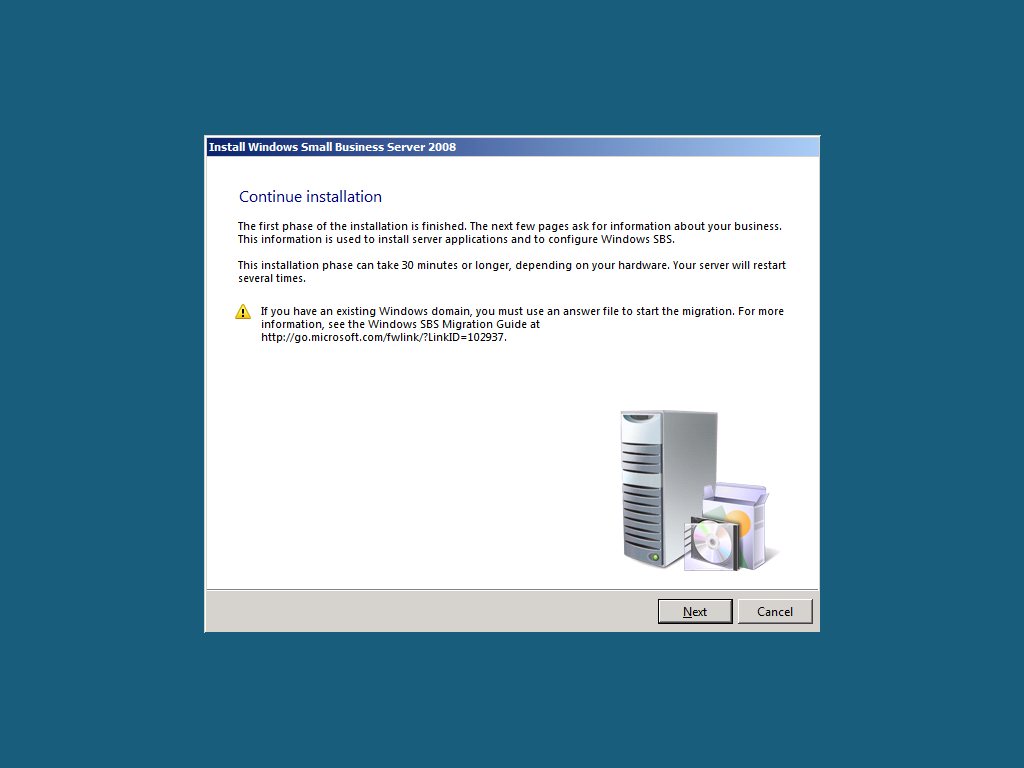 Install Windows Small Business Server 2008
Continue installation
The first phase of the installation is finished. The next few pages ask for information about your business.
This information is used to install server applications and to configure Windows SBS.
This installation phase can take 30 minutes or longer, depending on your hardware. Your server will restart
several times.
If you have an existing Windows domain, you must use an answer file to start the migration. For more
information, see the Windows SBS Migration Guide at
http://go.microsoft.com/fwlink/?LinkID=102937.
Next
Cancel